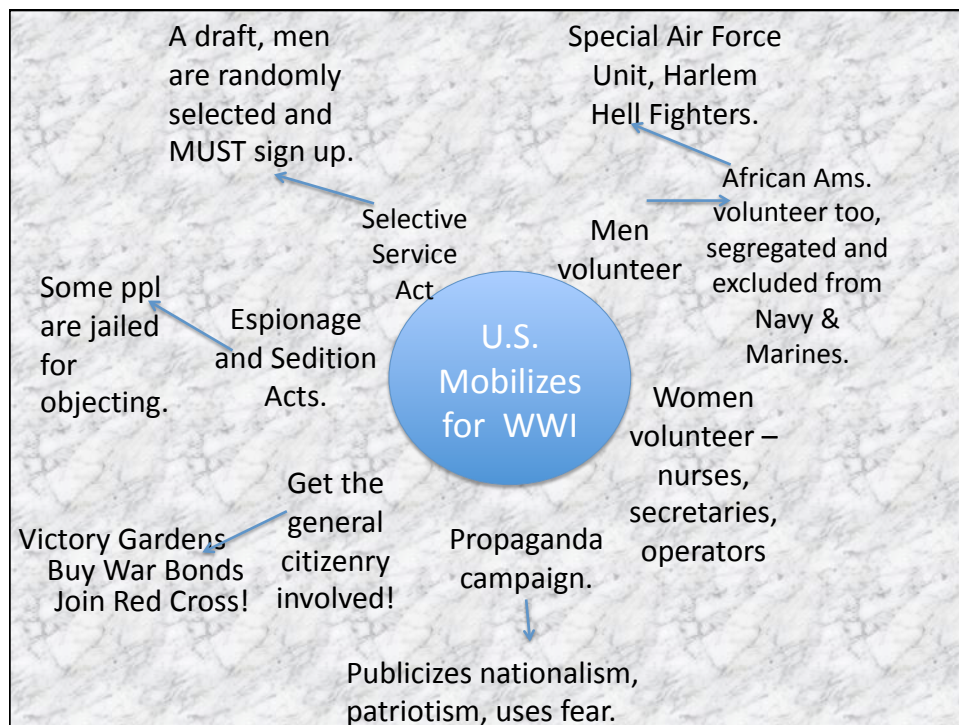 A draft, men
are randomly
selected and
MUST sign up.
Special Air Force
Unit, Harlem
Hell Fighters.
African Ams.
volunteer too,
segregated and
excluded from
Navy &
Marines.
Men
volunteer
Selective
Service
Act
Some ppl
are jailed
for
objecting.
Espionage
and Sedition
Acts.
U.S.
Mobilizes
for WWI
Women
volunteer –
nurses,
secretaries,
operators
Get the
general
citizenry
involved!
Victory Gardens
Buy War Bonds
Join Red Cross!
Propaganda
campaign.
Publicizes nationalism,
patriotism, uses fear.